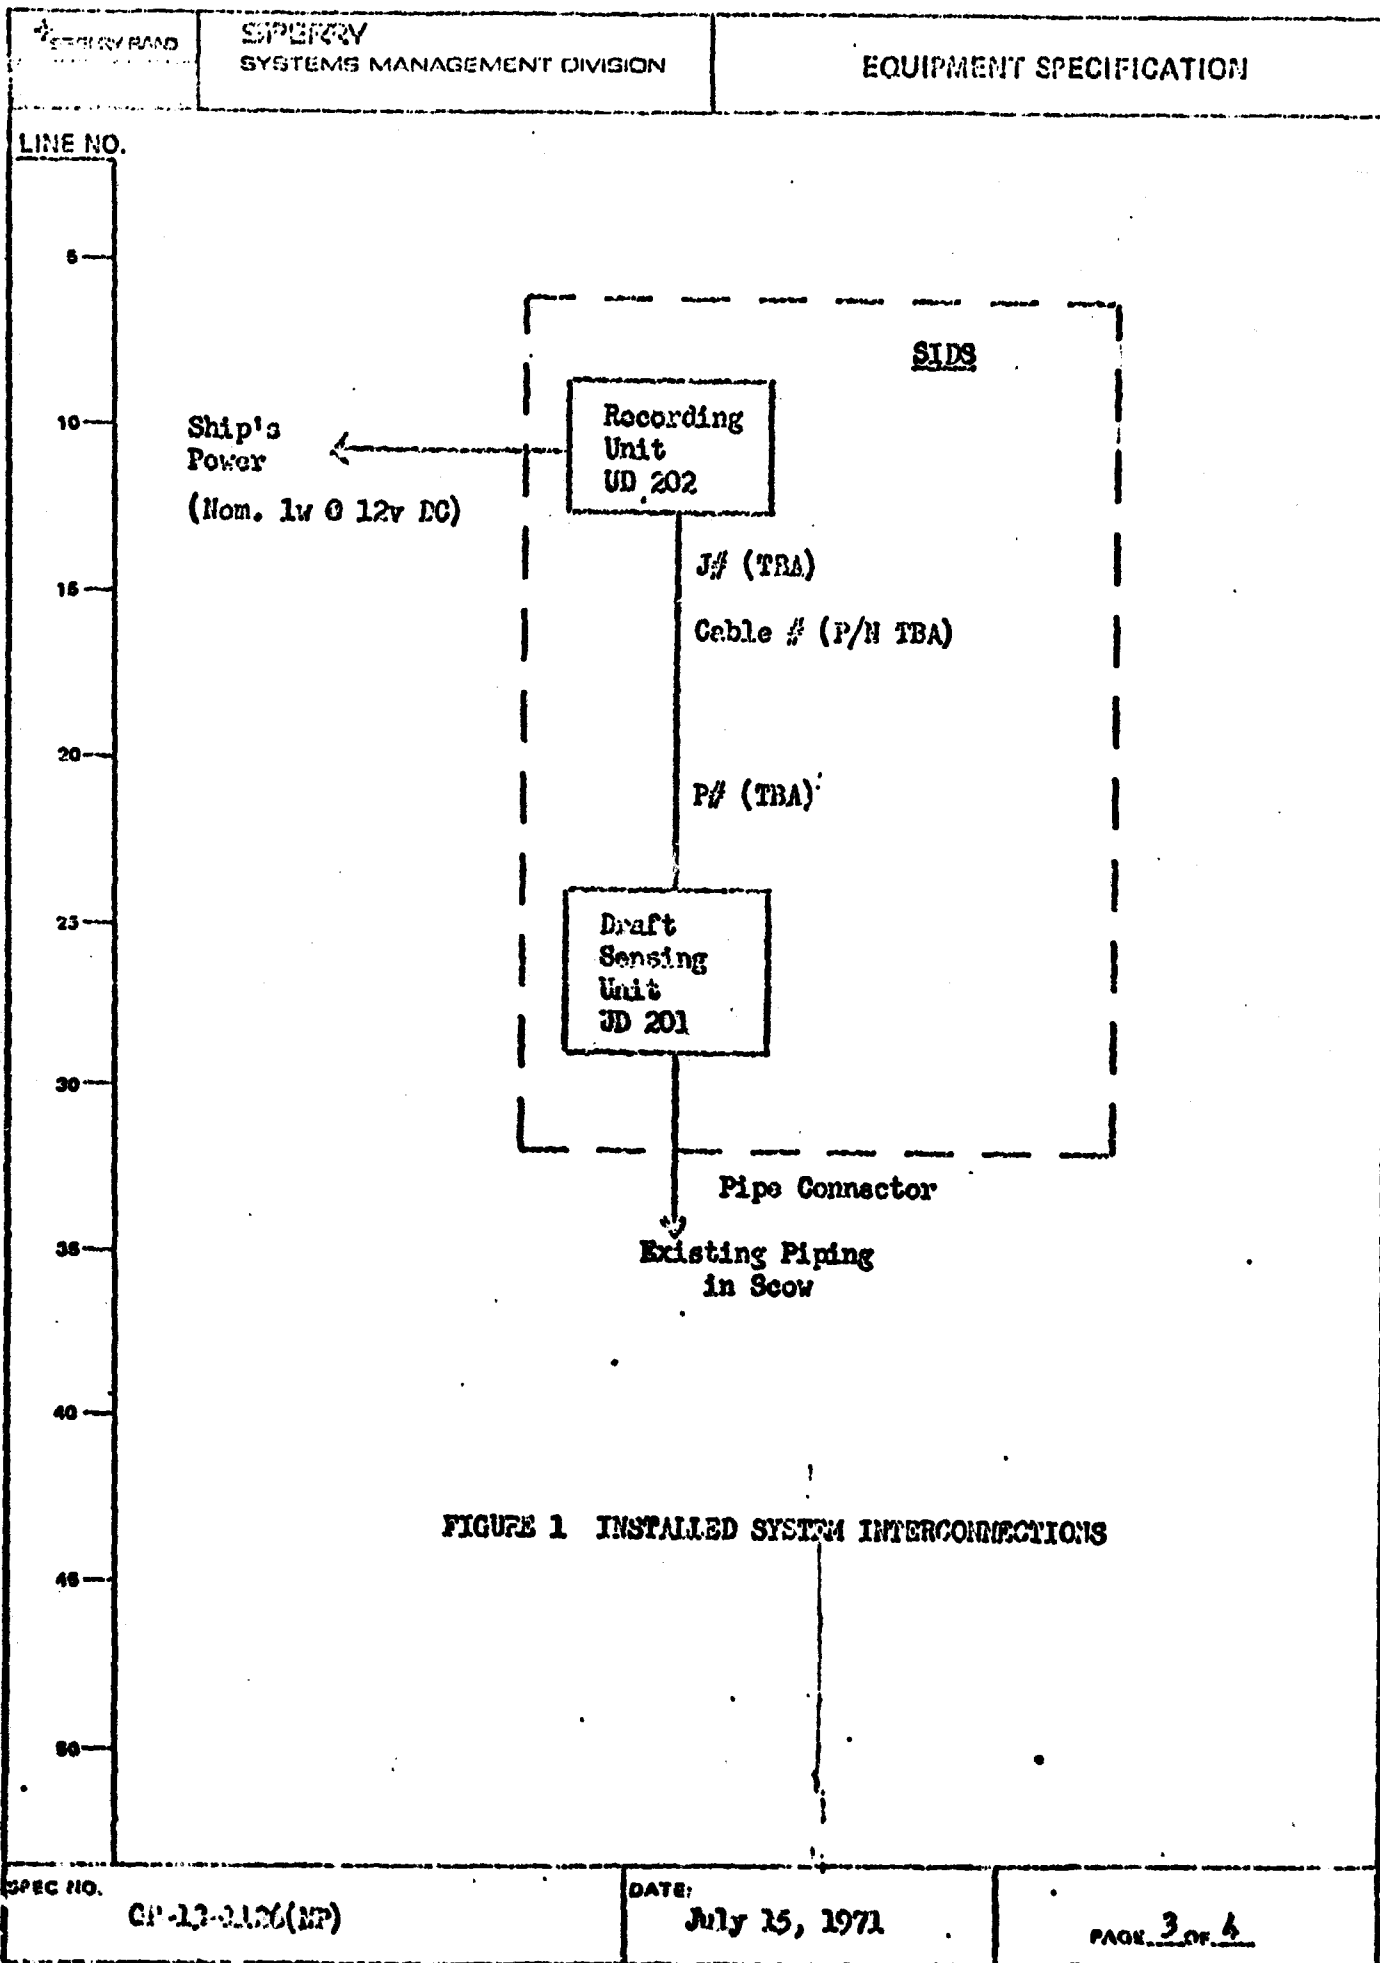 SPERRY RAND
SPERRY
SYSTEMS MANAGEMENT DIVISION
EQUIPMENT SPECIFICATION
LINE NO.
5
10
15
20
25
30
35
40
45
50
SIDS
Ship's
Power
(Nom. 1w @ 12v DC)
Recording
Unit
UD 202
J# (TBA)
Cable # (P/N TBA)
P# (TBA)
Draft
Sensing
Unit
UD 201
Pipe Connector
Existing Piping
in Scow
FIGURE 1 INSTALLED SYSTEM INTERCONNECTIONS
SPEC NO.
DATE:
July 15, 1971
PAGE 3 OF 4